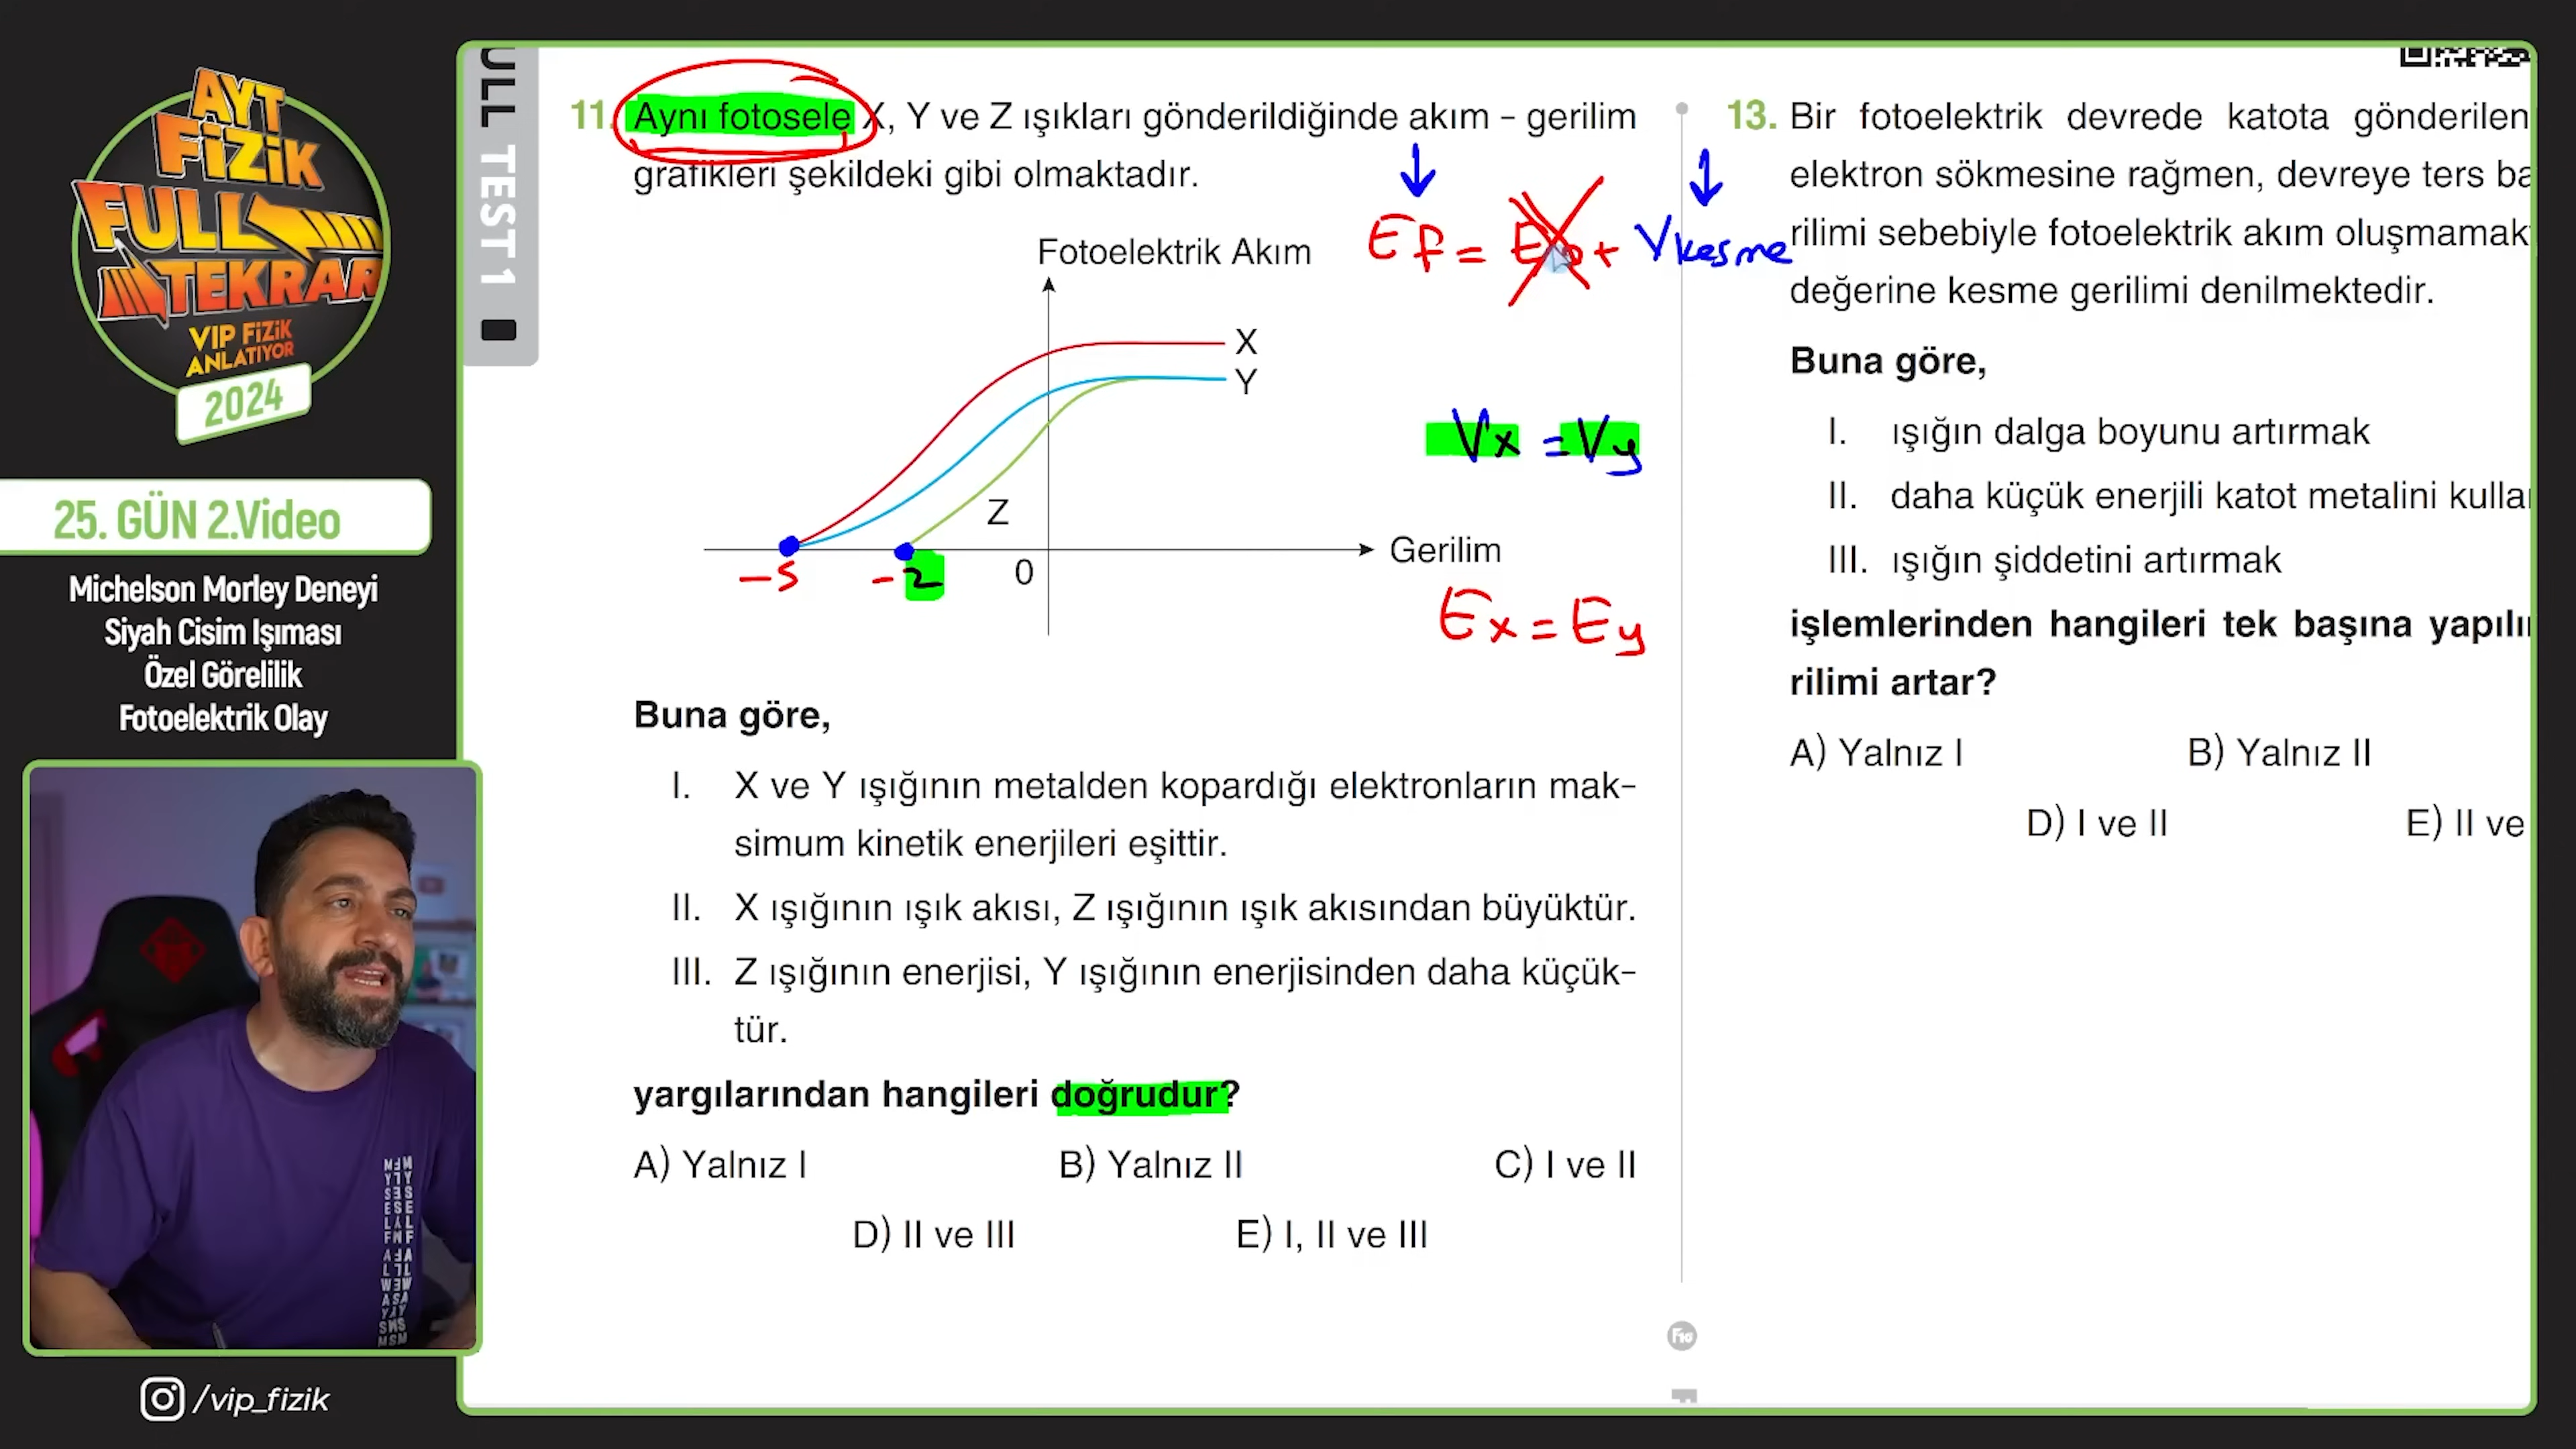 AYT
FİZİK
FULL
TEKRAR
VIP FİZİK
ANLATIYOR
2024
25. GÜN 2.Video
Michelson Morley Deneyi
Siyah Cisim Işıması
Özel Görelilik
Fotoelektrik Olay
/vip_fizik
ULL TEST 1
11. Aynı fotosele X, Y ve Z ışıkları gönderildiğinde akım - gerilim
grafikleri şekildeki gibi olmaktadır.
Ef = Eb + Vkesme
Fotoelektrik Akım
X
Y
Z
Vx = Vy
Gerilim
0
-5
-2
Ex = Ey
Buna göre,
I. X ve Y ışığının metalden kopardığı elektronların mak-
simum kinetik enerjileri eşittir.
II. X ışığının ışık akısı, Z ışığının ışık akısından büyüktür.
III. Z ışığının enerjisi, Y ışığının enerjisinden daha küçük-
tür.
yargılarından hangileri doğrudur?
A) Yalnız I B) Yalnız II C) I ve II
D) II ve III E) I, II ve III
13. Bir fotoelektrik devrede katota gönderilen
elektron sökmesine rağmen, devreye ters ba
rilimi sebebiyle fotoelektrik akım oluşmamak
değerine kesme gerilimi denilmektedir.
Buna göre,
I. ışığın dalga boyunu artırmak
II. daha küçük enerjili katot metalini kulla
III. ışığın şiddetini artırmak
işlemlerinden hangileri tek başına yapılı
rilimi artar?
A) Yalnız I B) Yalnız II
D) I ve II E) II ve